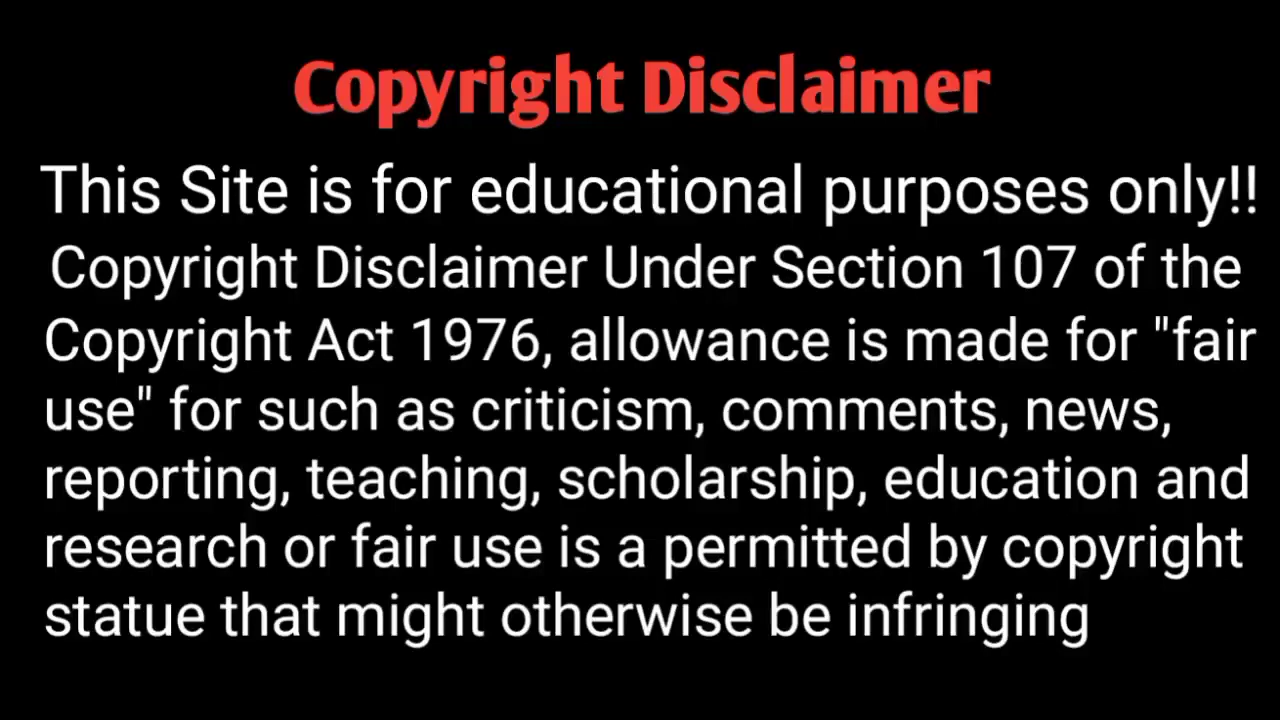 Copyright Disclaimer
This Site is for educational purposes only!!
Copyright Disclaimer Under Section 107 of the
Copyright Act 1976, allowance is made for "fair
use" for such as criticism, comments, news,
reporting, teaching, scholarship, education and
research or fair use is a permitted by copyright
statue that might otherwise be infringing